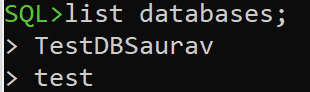 SQL>list databases;
> TestDBSaurav
> test